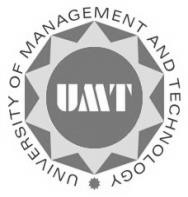 UNIVERSITY OF MANAGEMENT AND TECHNOLOGY
UMT